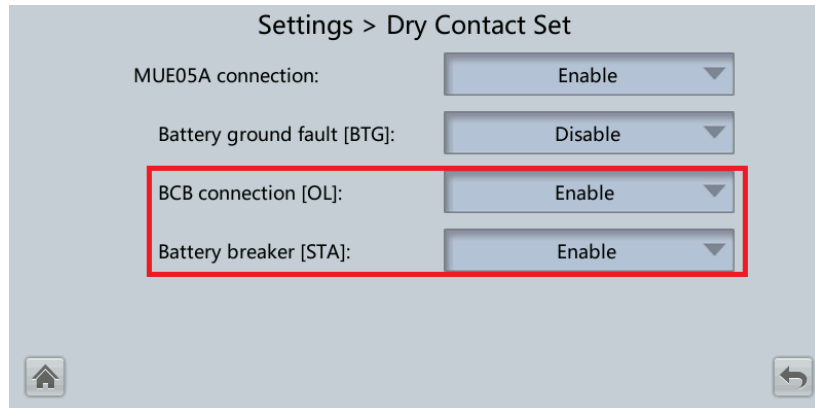 Settings > Dry Contact Set
MUE05A connection: Enable
Battery ground fault [BTG]: Disable
BCB connection [OL]: Enable
Battery breaker [STA]: Enable